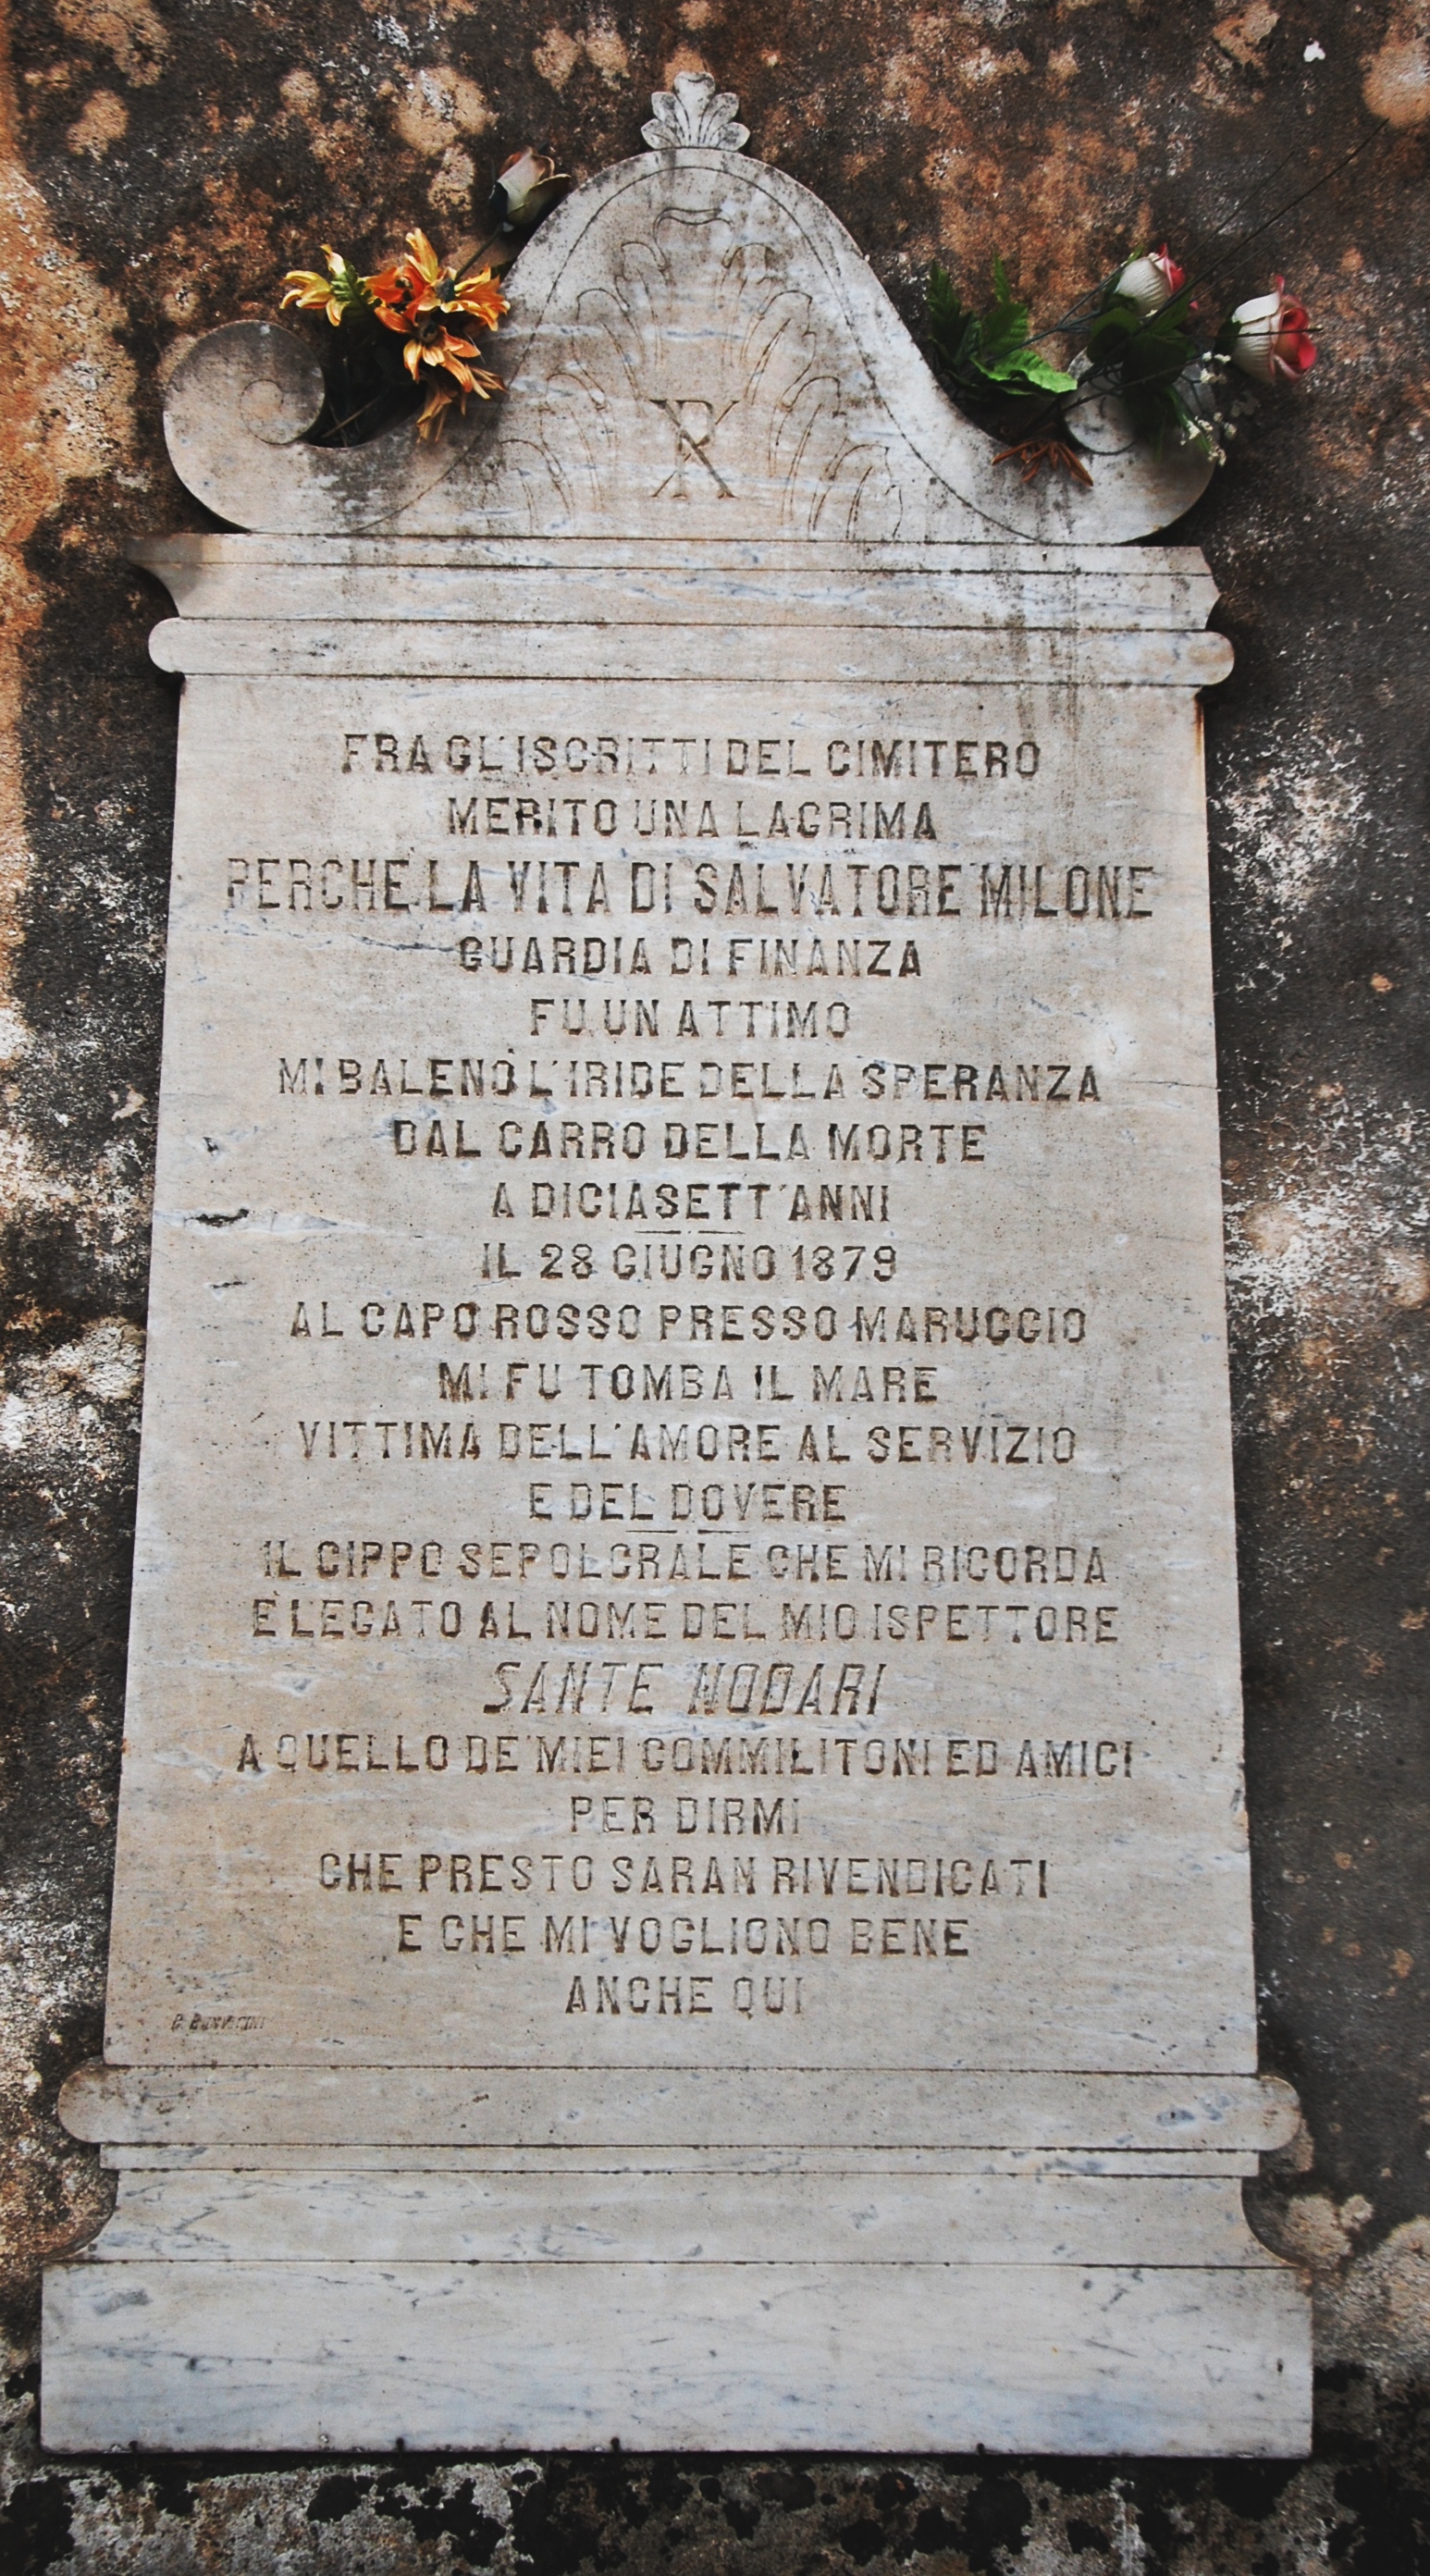 FRA GL'ISCRITTI DEL CIMITERO
MERITO UNA LAGRIMA
PERCHE LA VITA DI SALVATORE MILONE
GUARDIA DI FINANZA
FU UN ATTIMO
MI BALENÒ L'IRIDE DELLA SPERANZA
DAL CARRO DELLA MORTE
A DICIASETT'ANNI
IL 28 GIUGNO 1879
AL CAPO ROSSO PRESSO MARUGGIO
MI FU TOMBA IL MARE
VITTIMA DELL'AMORE AL SERVIZIO
E DEL DOVERE
IL CIPPO SEPOLCRALE CHE MI RICORDA
È LEGATO AL NOME DEL MIO ISPETTORE
SANTE NODARI
A QUELLO DE' MIEI COMMILITONI ED AMICI
PER DIRMI
CHE PRESTO SARAN RIVENDICATI
E CHE MI VOGLIONO BENE
ANCHE QUI